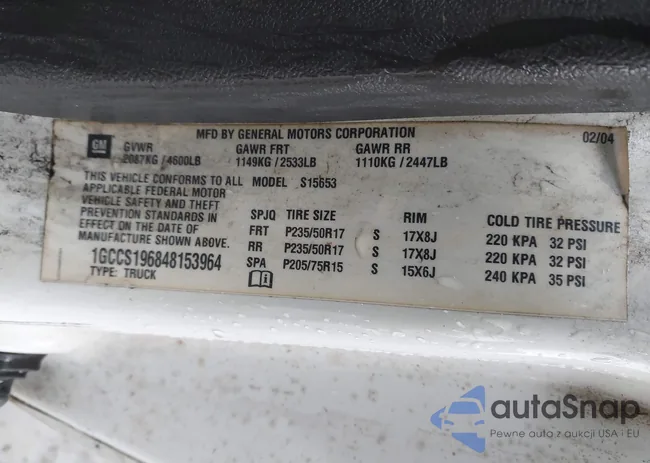 MFD BY GENERAL MOTORS CORPORATION 02/04
GM GVWR GAWR FRT GAWR RR
2087KG/4600LB 1149KG/2533LB 1110KG/2447LB
THIS VEHICLE CONFORMS TO ALL MODEL S15653
APPLICABLE FEDERAL MOTOR
VEHICLE SAFETY AND THEFT
PREVENTION STANDARDS IN
EFFECT ON THE DATE OF
MANUFACTURE SHOWN ABOVE.
1GCCS196848153964
TYPE: TRUCK
SPJQ TIRE SIZE RIM COLD TIRE PRESSURE
FRT P235/50R17 S 17X8J 220 KPA 32 PSI
RR P235/50R17 S 17X8J 220 KPA 32 PSI
SPA P205/75R15 S 15X6J 240 KPA 35 PSI
autaSnap
Pewne auta z aukcji USA i EU